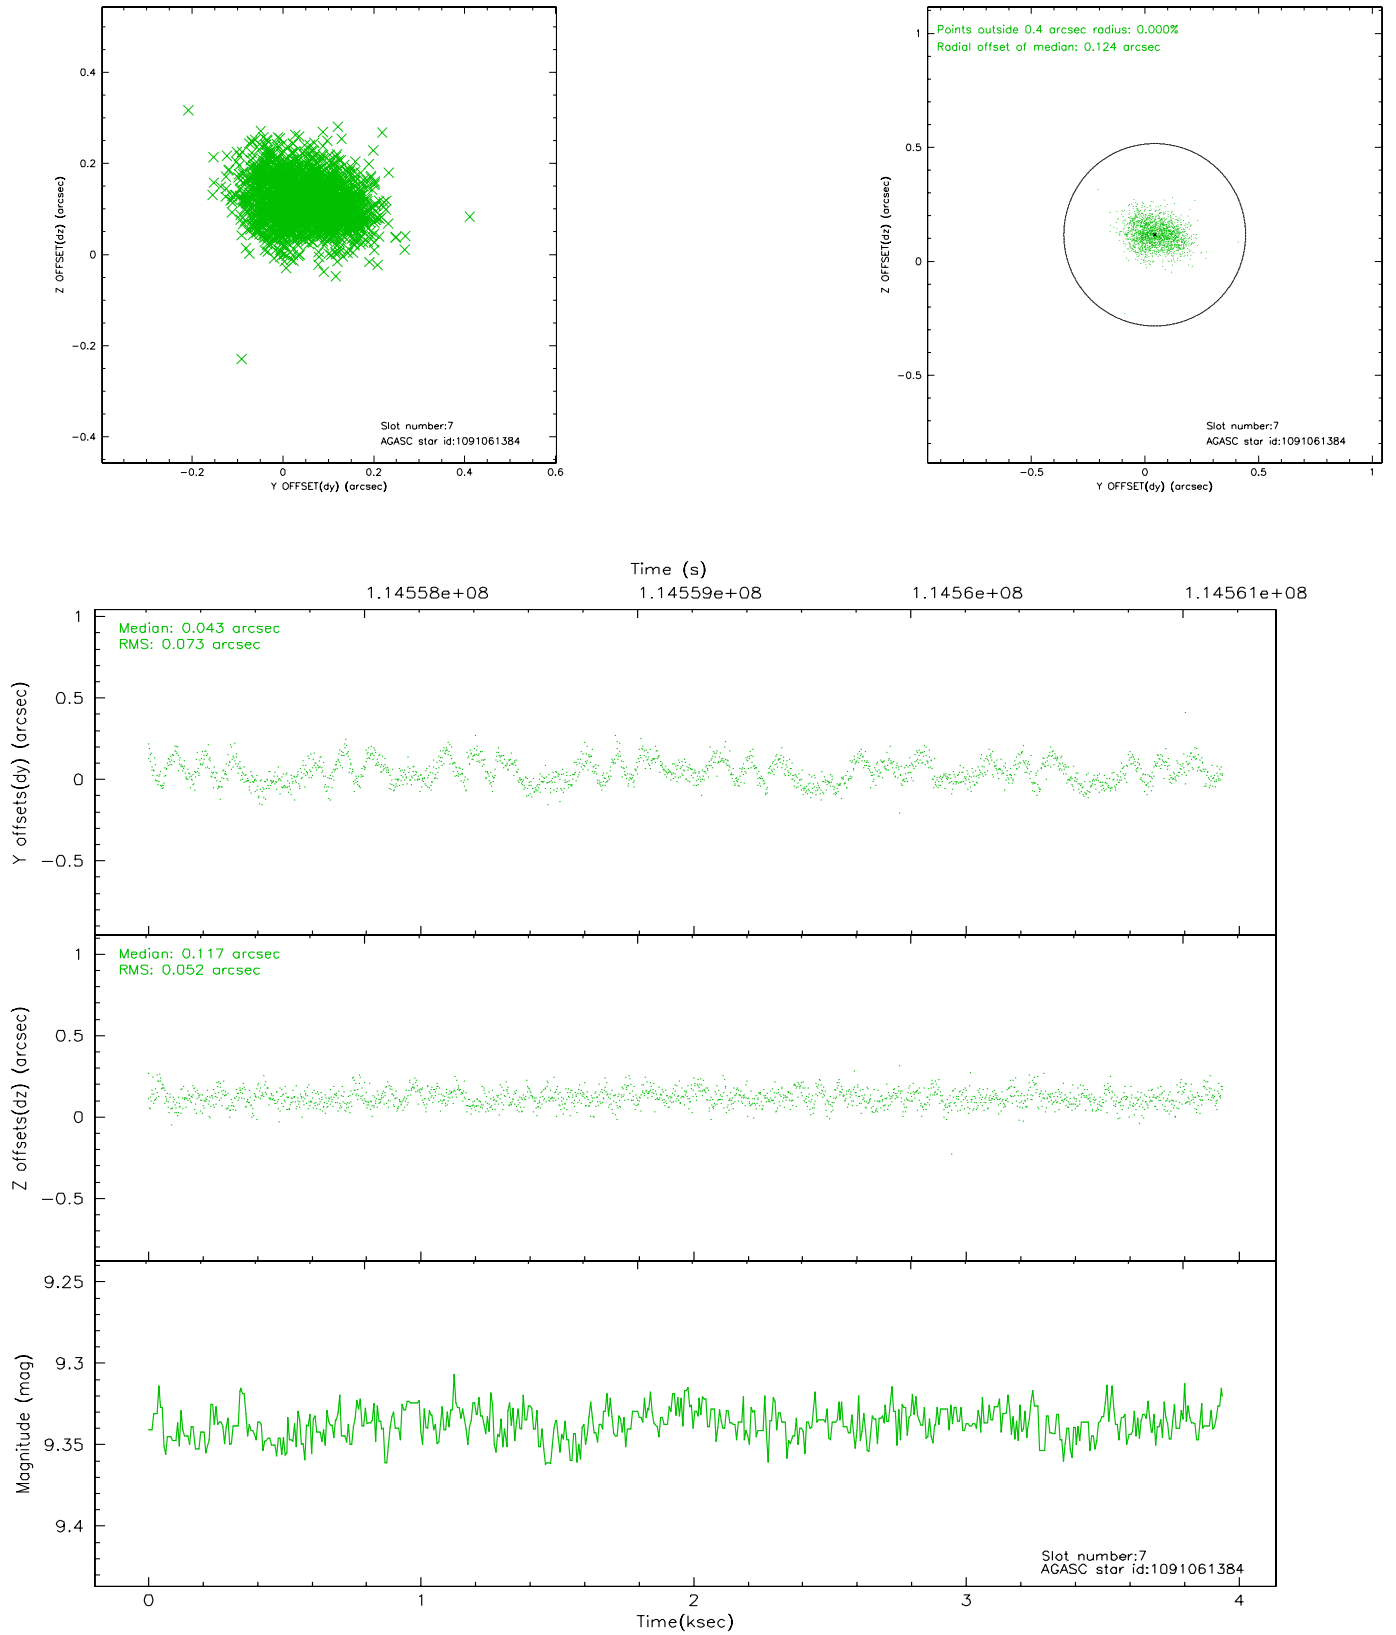 0.4
0.2
0
−0.2
−0.4
Z OFFSET(dz) (arcsec)
−0.2
0
0.2
0.4
0.6
Y OFFSET(dy) (arcsec)
Slot number:7
AGASC star id:1091061384
Points outside 0.4 arcsec radius: 0.000%
Radial offset of median: 0.124 arcsec
1
0.5
0
−0.5
Z OFFSET(dz) (arcsec)
−0.5
0
0.5
1
Y OFFSET(dy) (arcsec)
Slot number:7
AGASC star id:1091061384
Time (s)
1.14558e+08
1.14559e+08
1.1456e+08
1.14561e+08
Median: 0.043 arcsec
RMS: 0.073 arcsec
1
0.5
0
−0.5
Y offsets(dy) (arcsec)
Median: 0.117 arcsec
RMS: 0.052 arcsec
1
0.5
0
−0.5
Z offsets(dz) (arcsec)
9.25
9.3
9.35
9.4
Magnitude (mag)
Slot number:7
AGASC star id:1091061384
0
1
2
3
4
Time(ksec)